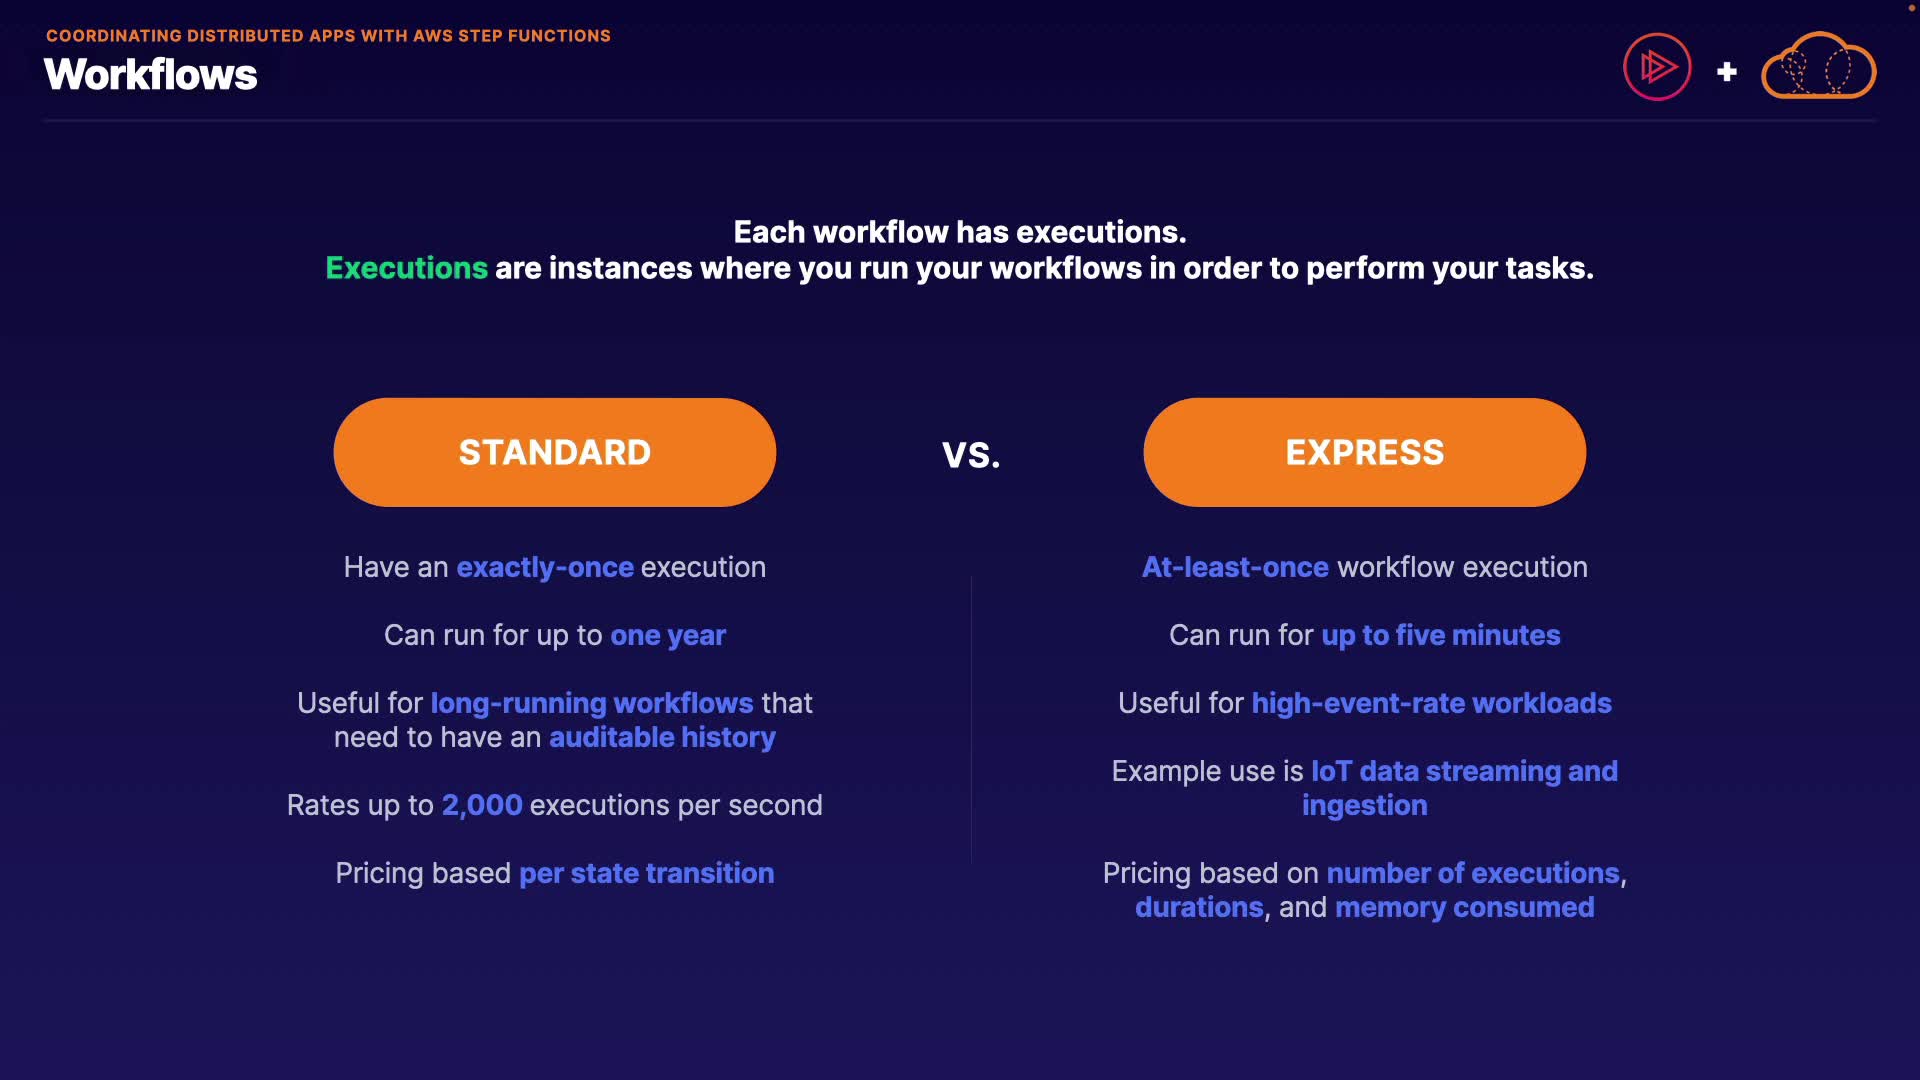 COORDINATING DISTRIBUTED APPS WITH AWS STEP FUNCTIONS
Workflows
Each workflow has executions.
Executions are instances where you run your workflows in order to perform your tasks.
STANDARD
VS.
EXPRESS
Have an exactly-once execution
Can run for up to one year
Useful for long-running workflows that
need to have an auditable history
Rates up to 2,000 executions per second
Pricing based per state transition
At-least-once workflow execution
Can run for up to five minutes
Useful for high-event-rate workloads
Example use is IoT data streaming and
ingestion
Pricing based on number of executions,
durations, and memory consumed